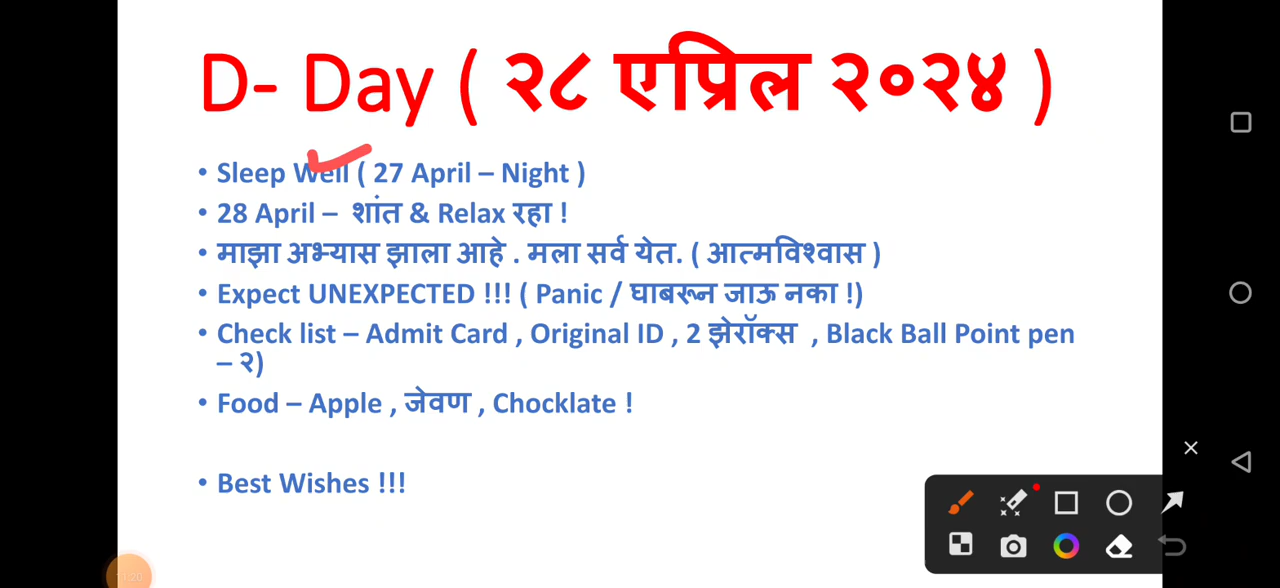 D- Day ( २८ एप्रिल २०२४ )
• Sleep Well ( 27 April – Night )
• 28 April – शांत & Relax रहा !
• माझा अभ्यास झाला आहे . मला सर्व येत. ( आत्मविश्वास )
• Expect UNEXPECTED !!! ( Panic / घाबरून जाऊ नका !)
• Check list – Admit Card , Original ID , 2 झेरॉक्स , Black Ball Point pen
– २)
• Food – Apple , जेवण , Chocklate !
• Best Wishes !!!
11:20